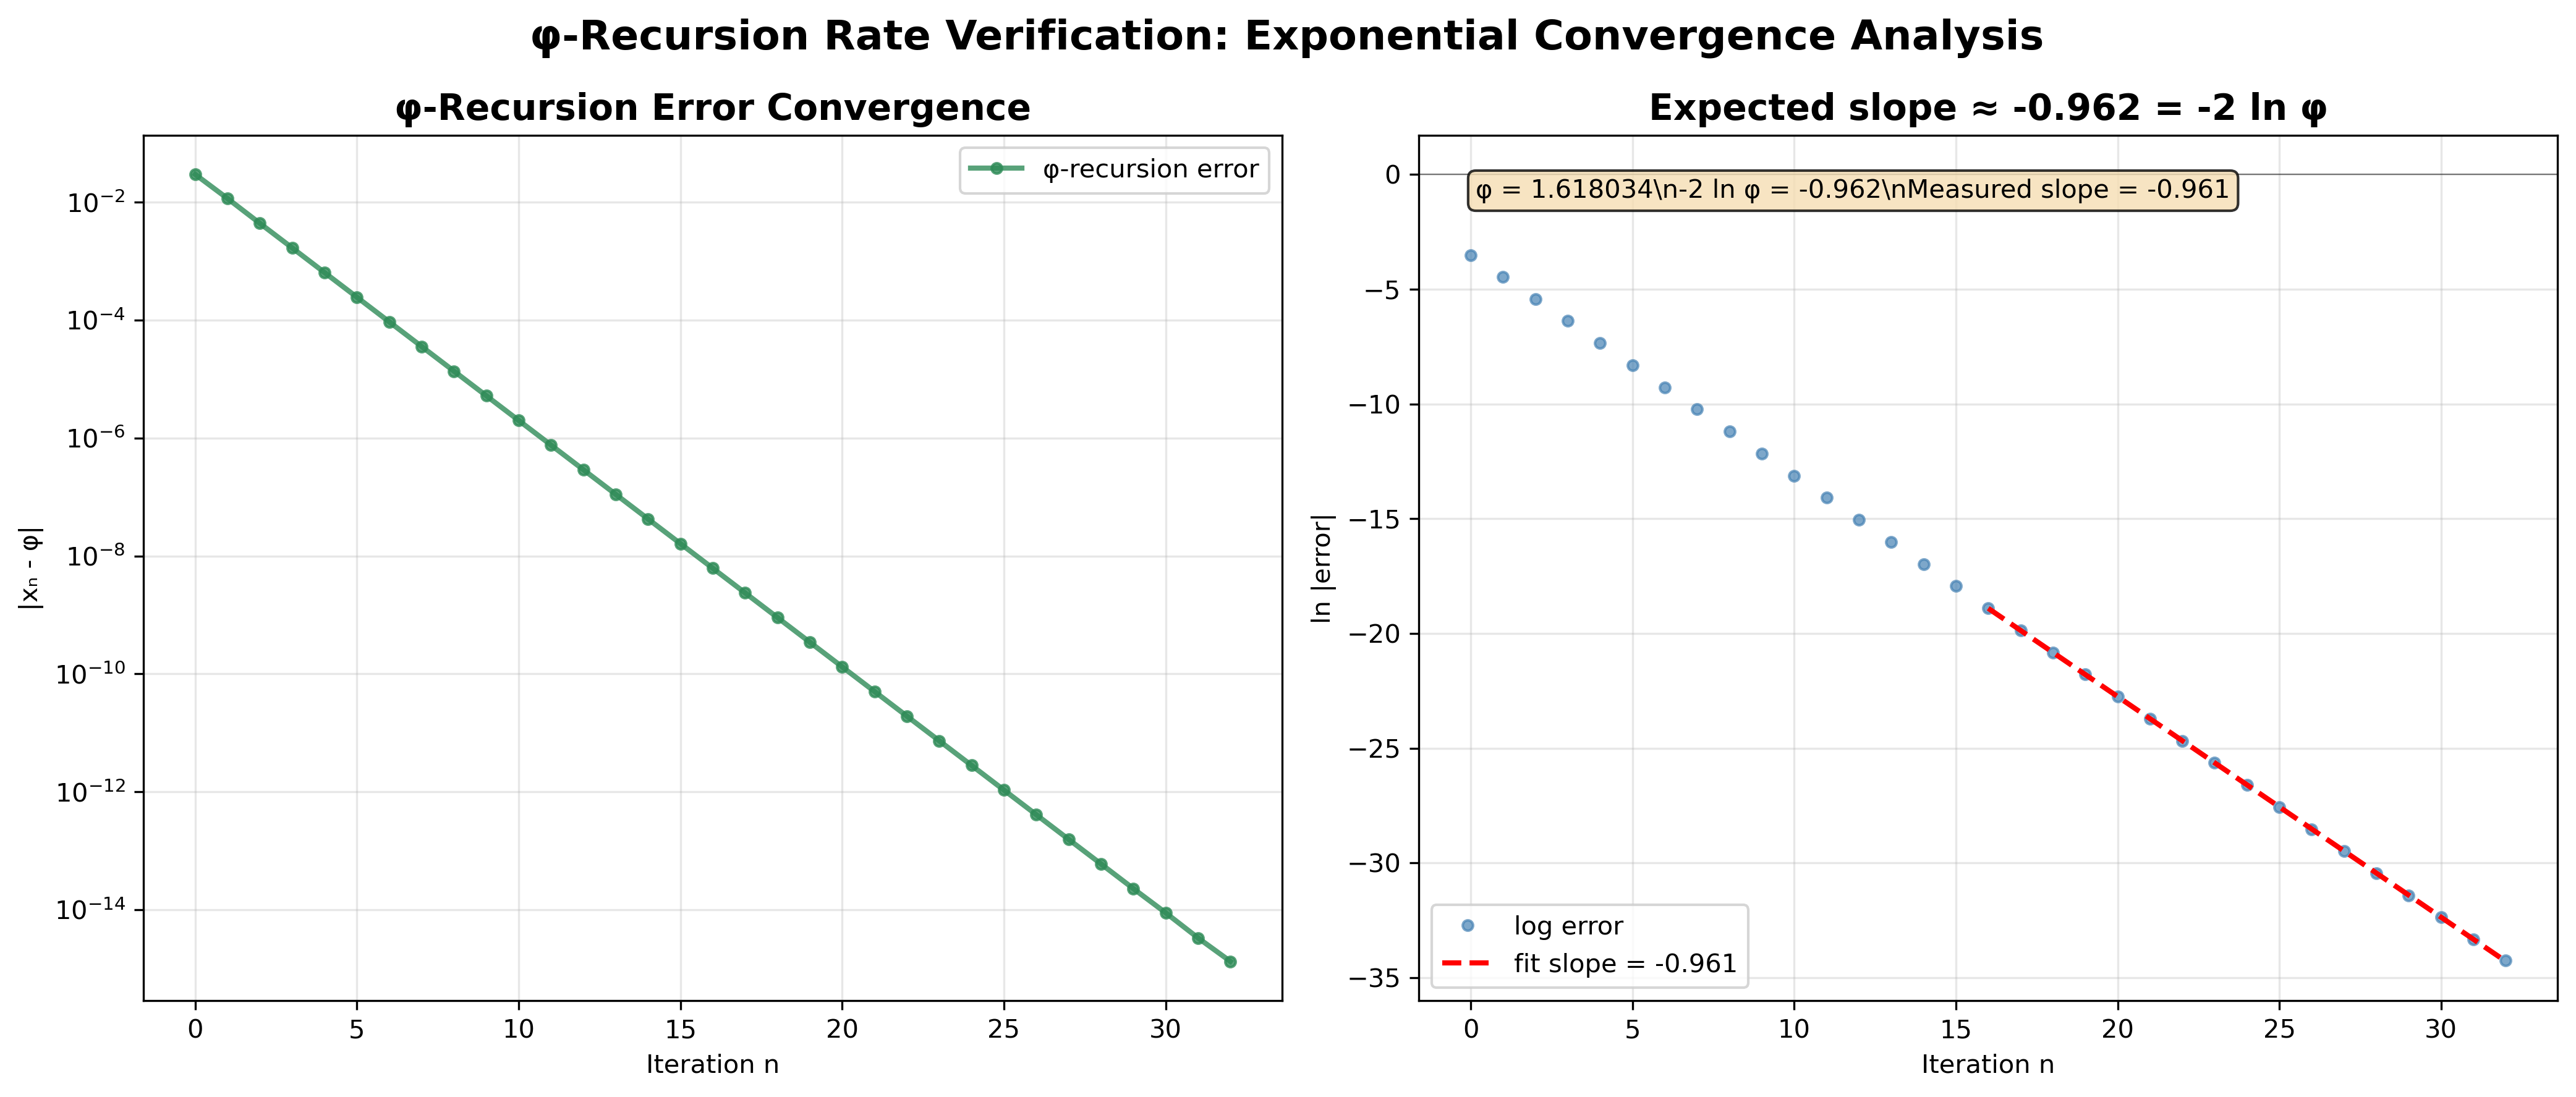 φ-Recursion Rate Verification: Exponential Convergence Analysis
φ-Recursion Error Convergence
φ-recursion error
10⁻²
10⁻⁴
10⁻⁶
10⁻⁸
10⁻¹⁰
10⁻¹²
10⁻¹⁴
|xₙ - φ|
0 5 10 15 20 25 30
Iteration n
Expected slope ≈ -0.962 = -2 ln φ
φ = 1.618034\n-2 ln φ = -0.962\nMeasured slope = -0.961
0
−5
−10
−15
−20
−25
−30
−35
ln |error|
log error
fit slope = -0.961
0 5 10 15 20 25 30
Iteration n